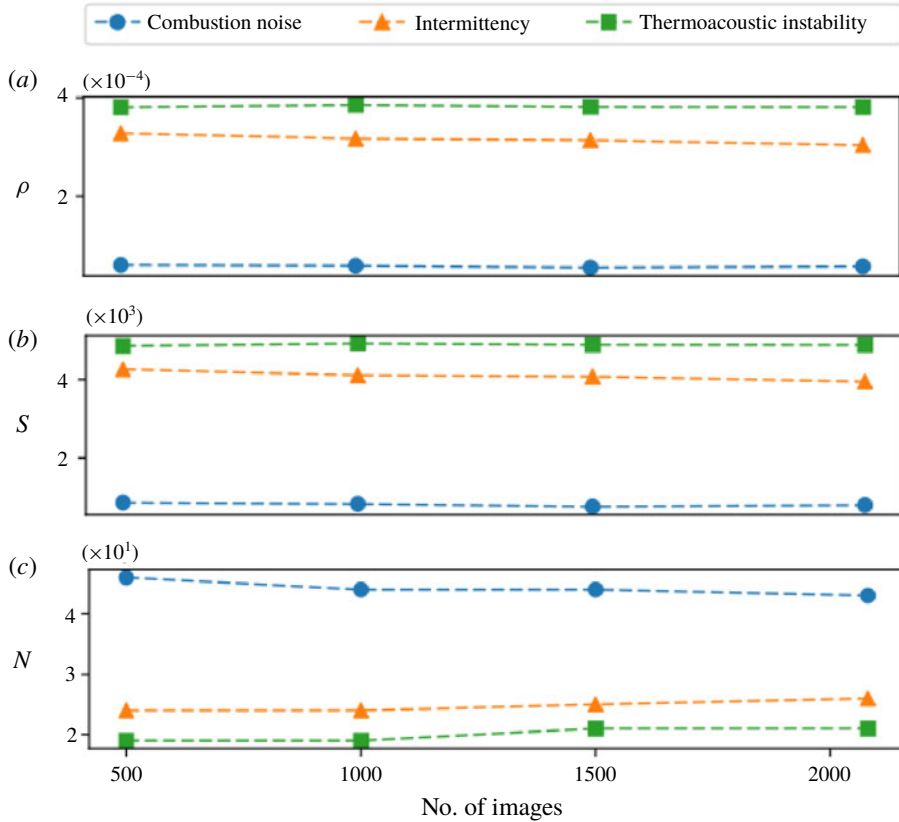 Combustion noise Intermittency Thermoacoustic instability
(a) (×10⁻⁴)
4
ρ
2
(b) (×10³)
4
S
2
(c) (×10¹)
4
N
3
2
500 1000 1500 2000
No. of images